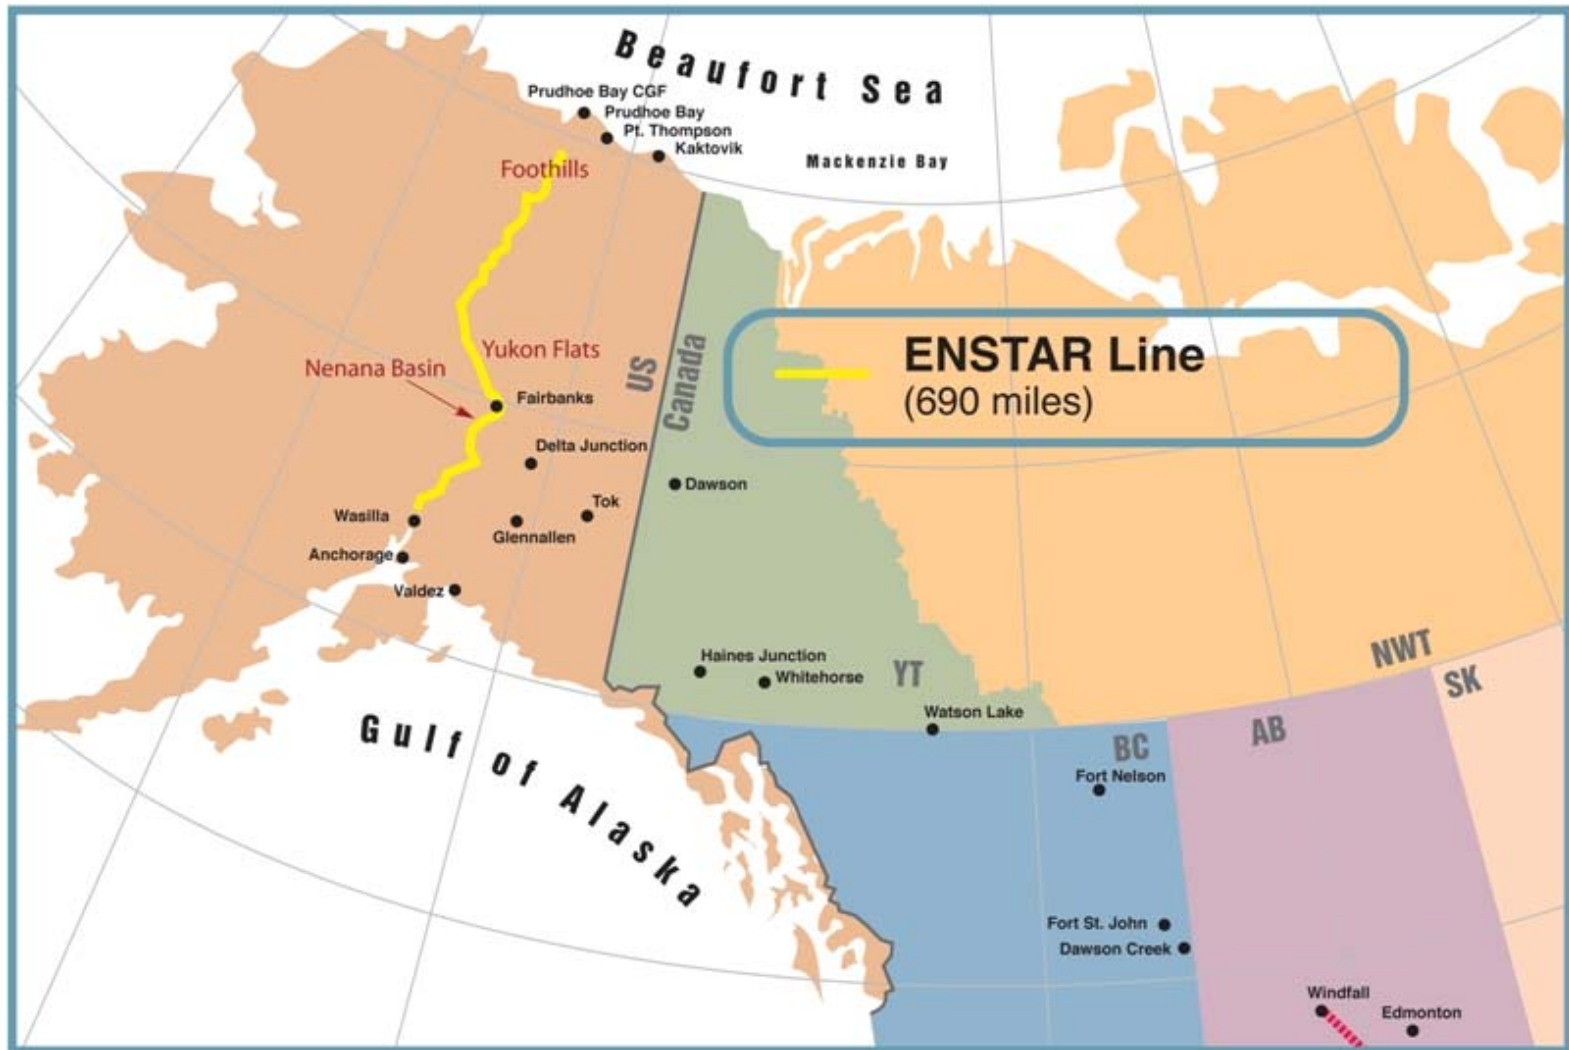 Beaufort Sea
Prudhoe Bay CGF
Prudhoe Bay
Pt. Thompson
Kaktovik
Mackenzie Bay
Foothills
Yukon Flats
Nenana Basin
US
Canada
ENSTAR Line
(690 miles)
Fairbanks
Delta Junction
Dawson
Tok
Wasilla
Glennallen
Anchorage
Valdez
Haines Junction
Whitehorse
YT
NWT
SK
Watson Lake
Gulf of Alaska
BC
AB
Fort Nelson
Fort St. John
Dawson Creek
Windfall
Edmonton